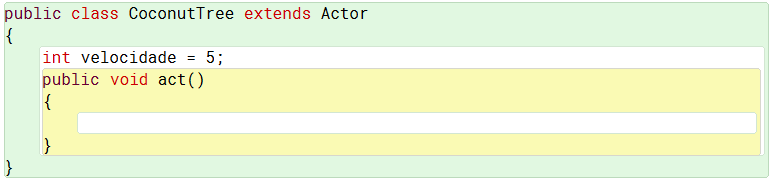 public class CoconutTree extends Actor
{
int velocidade = 5;
public void act()
{
}
}